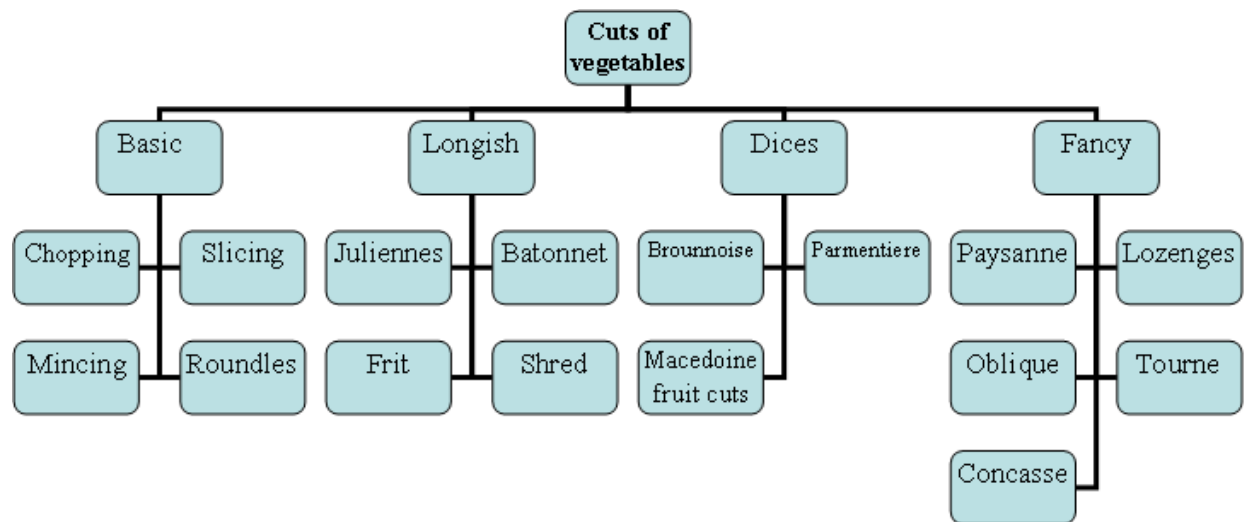 Cuts of
vegetables
Basic
Longish
Dices
Fancy
Chopping
Slicing
Juliennes
Batonnet
Brounnoise
Parmentiere
Paysanne
Lozenges
Mincing
Roundles
Frit
Shred
Macedoine
fruit cuts
Oblique
Tourne
Concasse